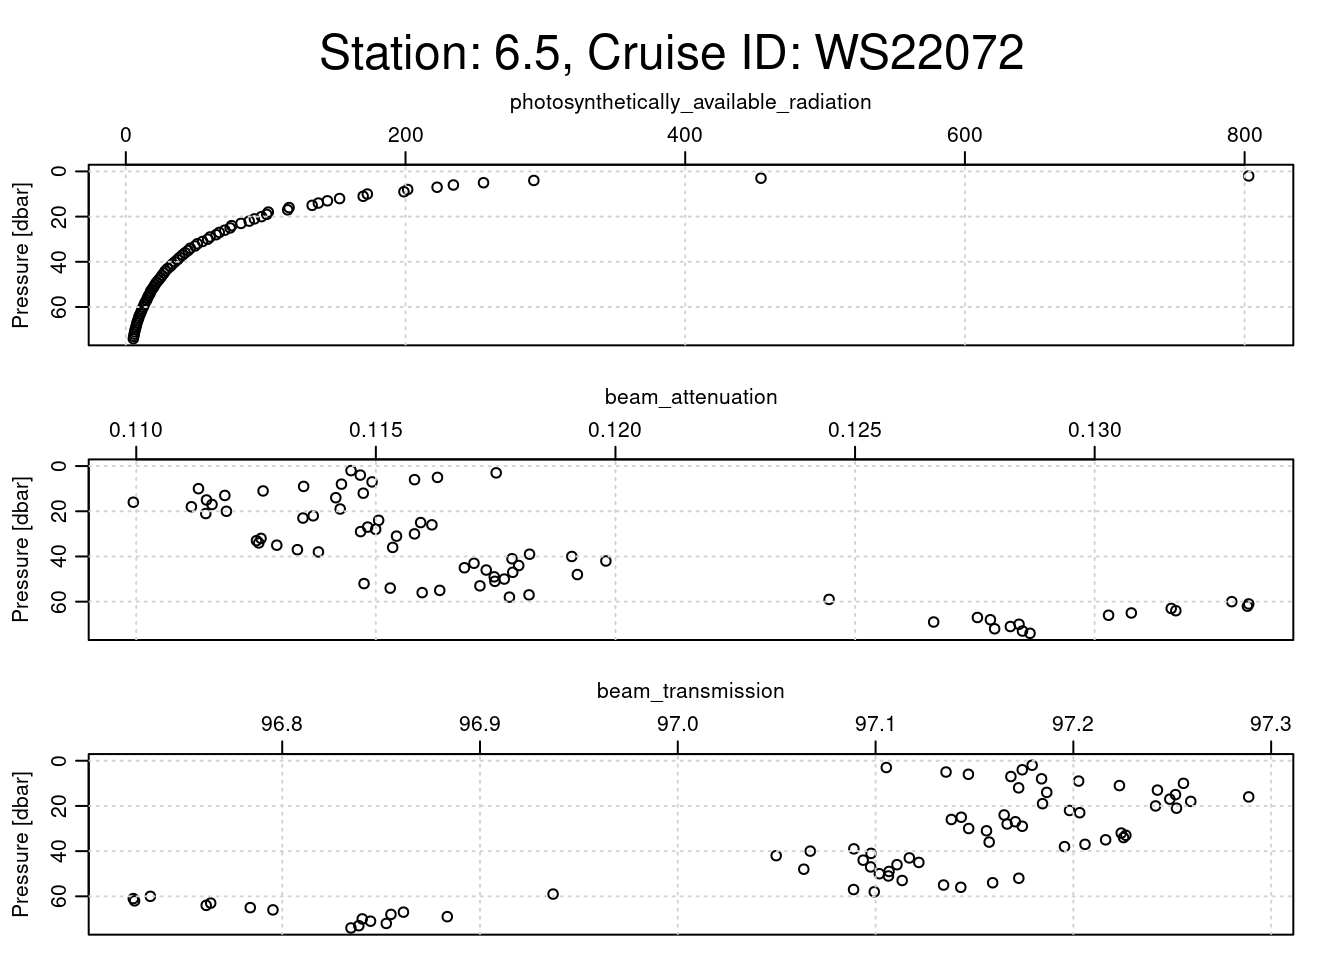 Station: 6.5, Cruise ID: WS22072
photosynthetically_available_radiation
0 200 400 600 800
0
20
40
60
Pressure [dbar]
beam_attenuation
0.110 0.115 0.120 0.125 0.130
0
20
40
60
Pressure [dbar]
beam_transmission
96.8 96.9 97.0 97.1 97.2 97.3
0
20
40
60
Pressure [dbar]